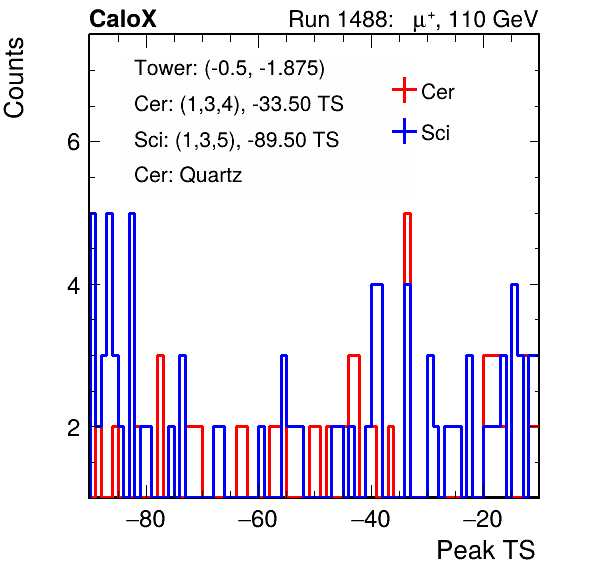 CaloX Run 1488: μ⁺, 110 GeV
Counts
Tower: (-0.5, -1.875)
Cer: (1,3,4), -33.50 TS
Sci: (1,3,5), -89.50 TS
Cer: Quartz
Cer
Sci
6
4
2
−80 −60 −40 −20
Peak TS